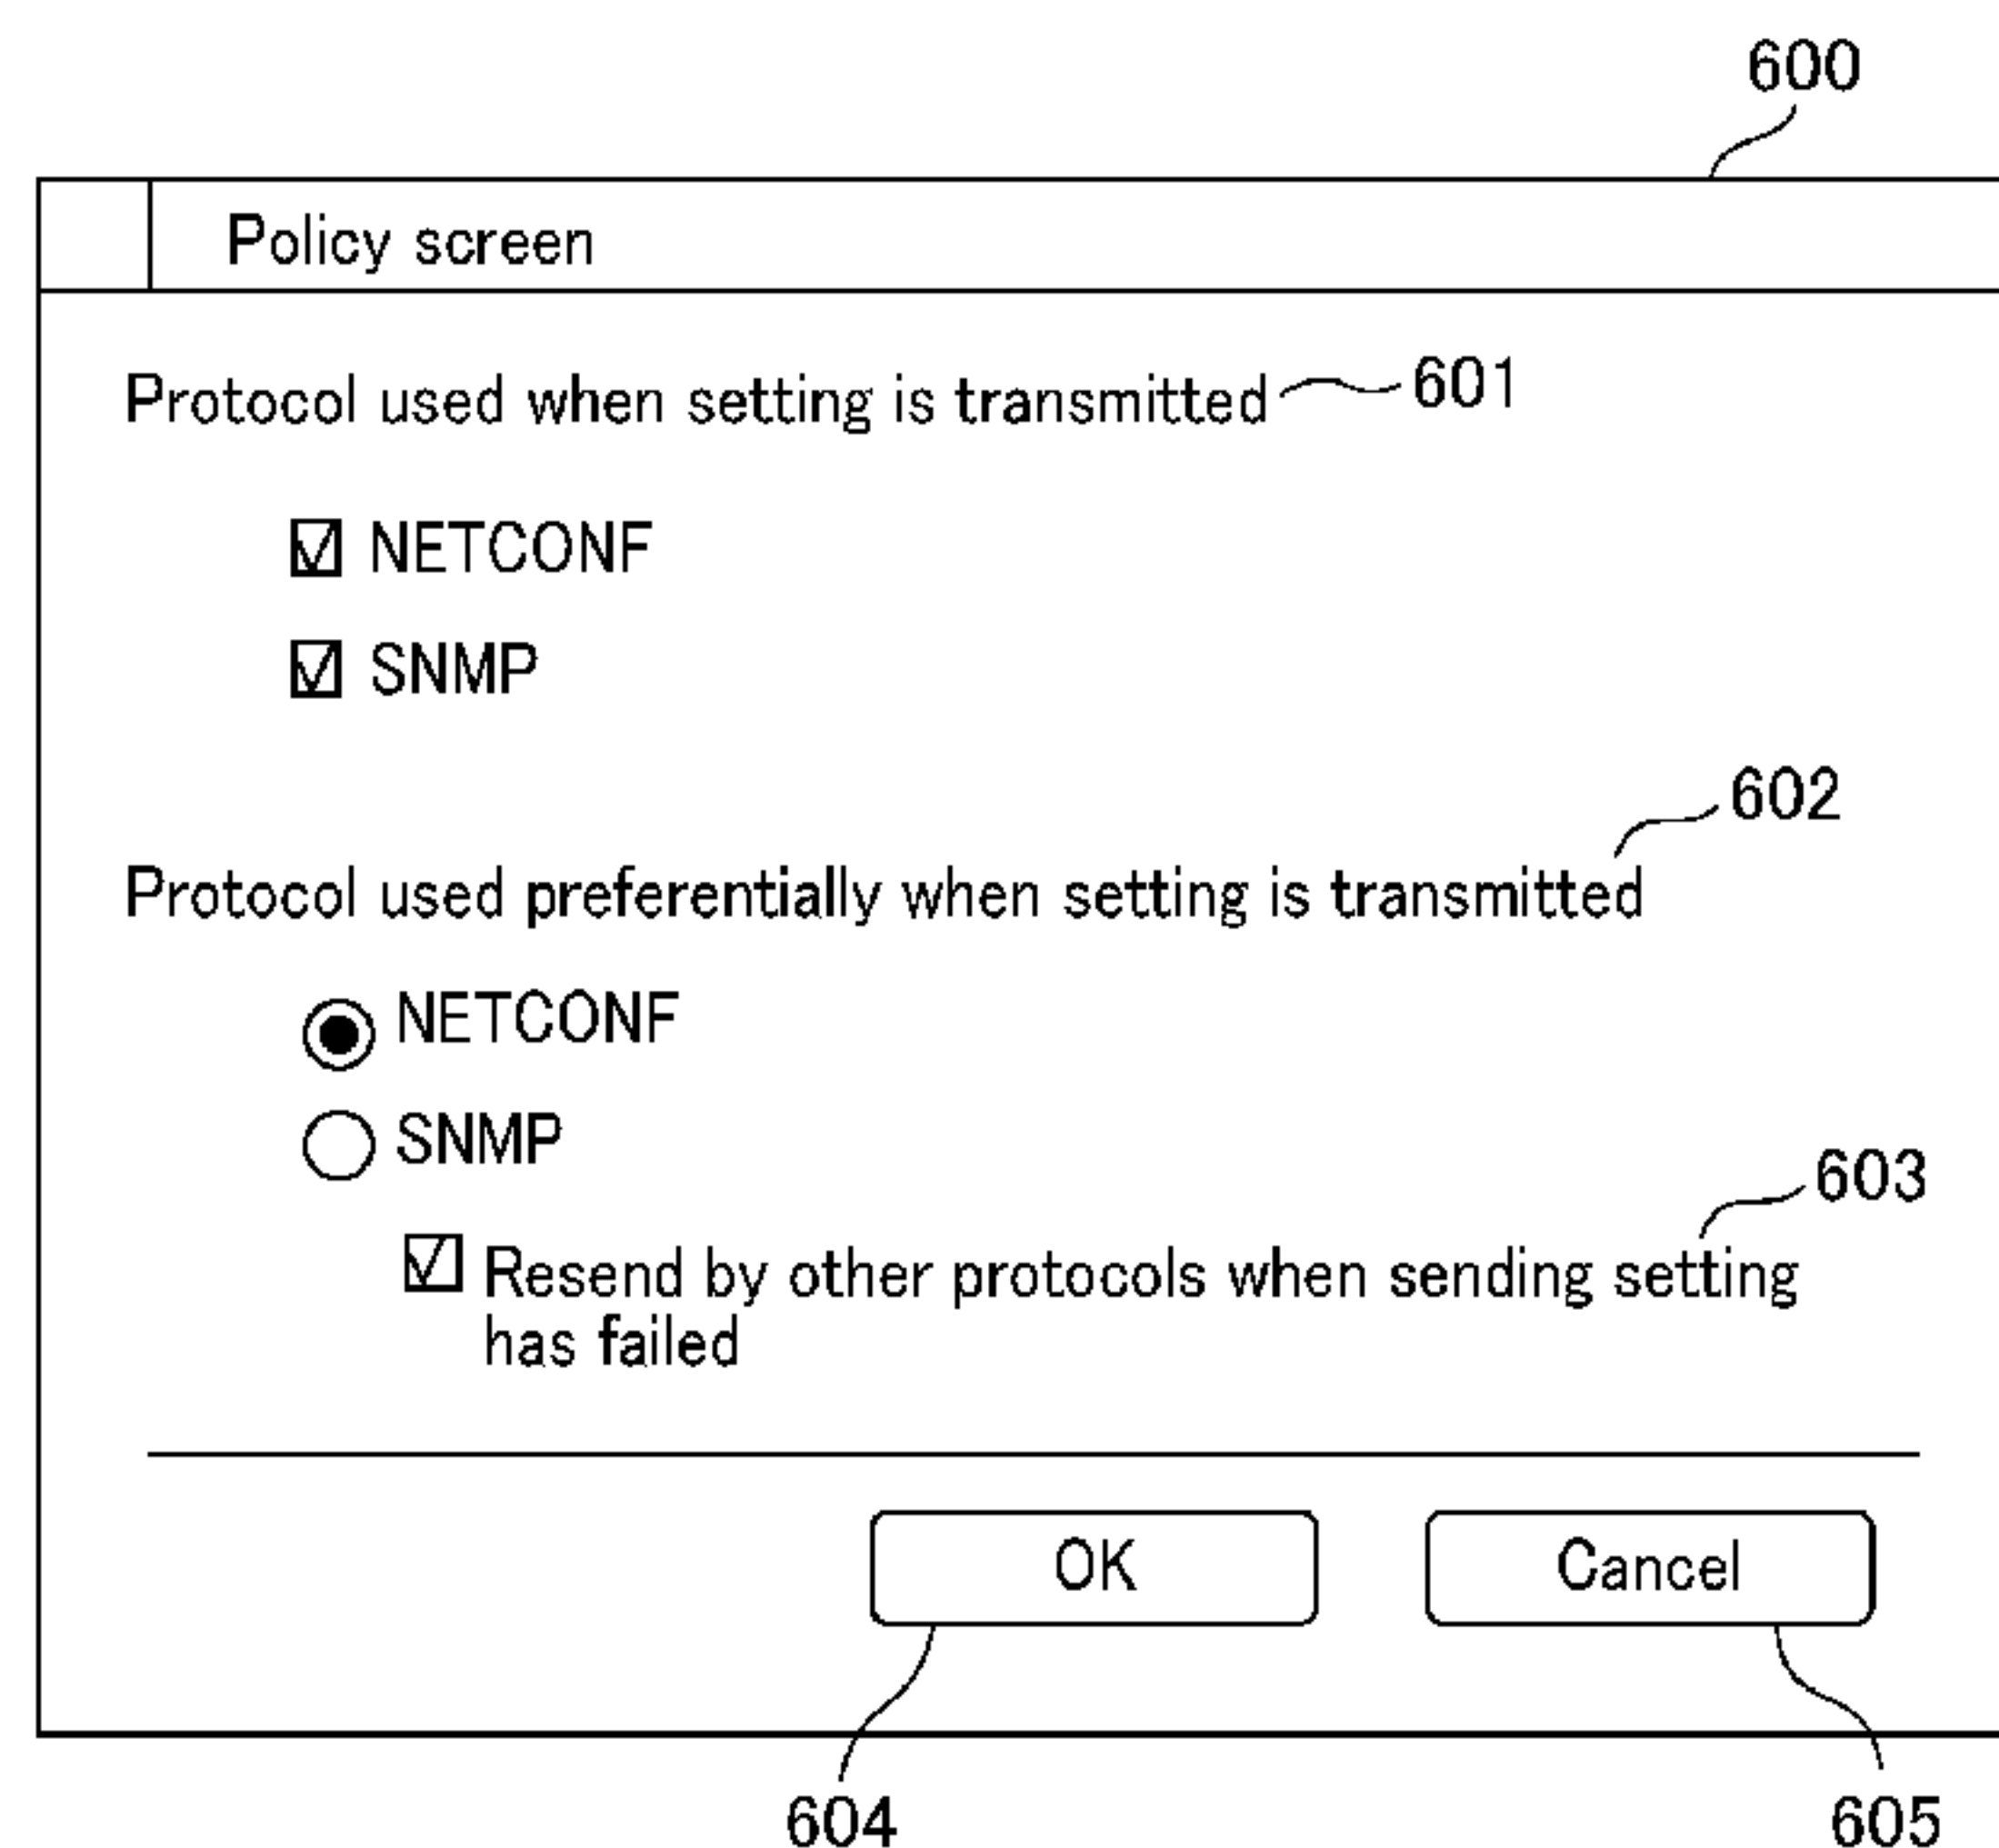 600
Policy screen
Protocol used when setting is transmitted 601
NETCONF
SNMP
602
Protocol used preferentially when setting is transmitted
NETCONF
SNMP
603
Resend by other protocols when sending setting
has failed
OK Cancel
604 605